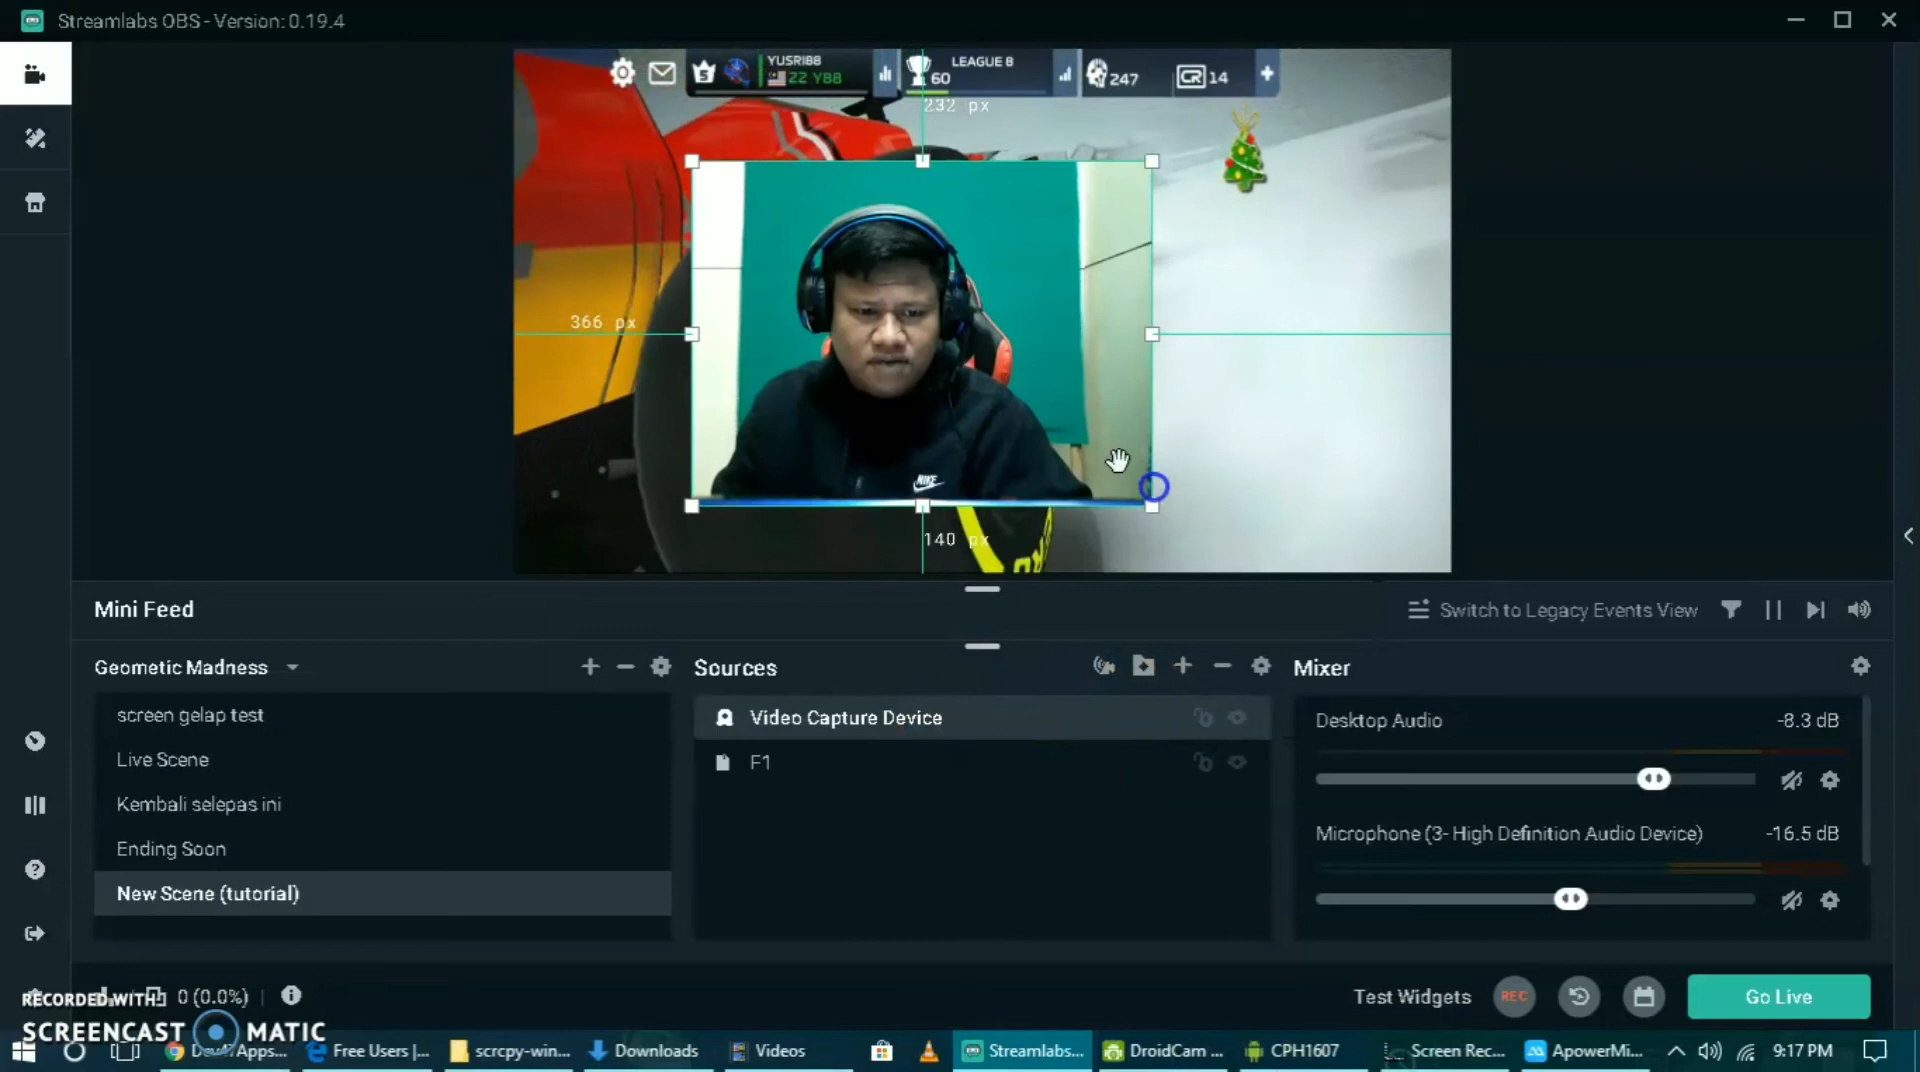 Streamlabs OBS - Version: 0.19.4
YUSRI88
22 YBB
LEAGUE 8
60
247
CR 14
232 px
366 px
NIKE
140 px
Mini Feed
Switch to Legacy Events View
Geometic Madness
Sources
Mixer
screen gelap test
Live Scene
Kembali selepas ini
Ending Soon
New Scene (tutorial)
Video Capture Device
F1
Desktop Audio
-8.3 dB
Microphone (3- High Definition Audio Device)
-16.5 dB
0 (0.0%)
Test Widgets
REC
Go Live
RECORDED WITH
SCREENCAST MATIC
Dev47Apps...
Free Users |...
scrcpy-win...
Downloads
Videos
Streamlabs...
DroidCam ...
CPH1607
Screen Rec...
ApowerMi...
9:17 PM